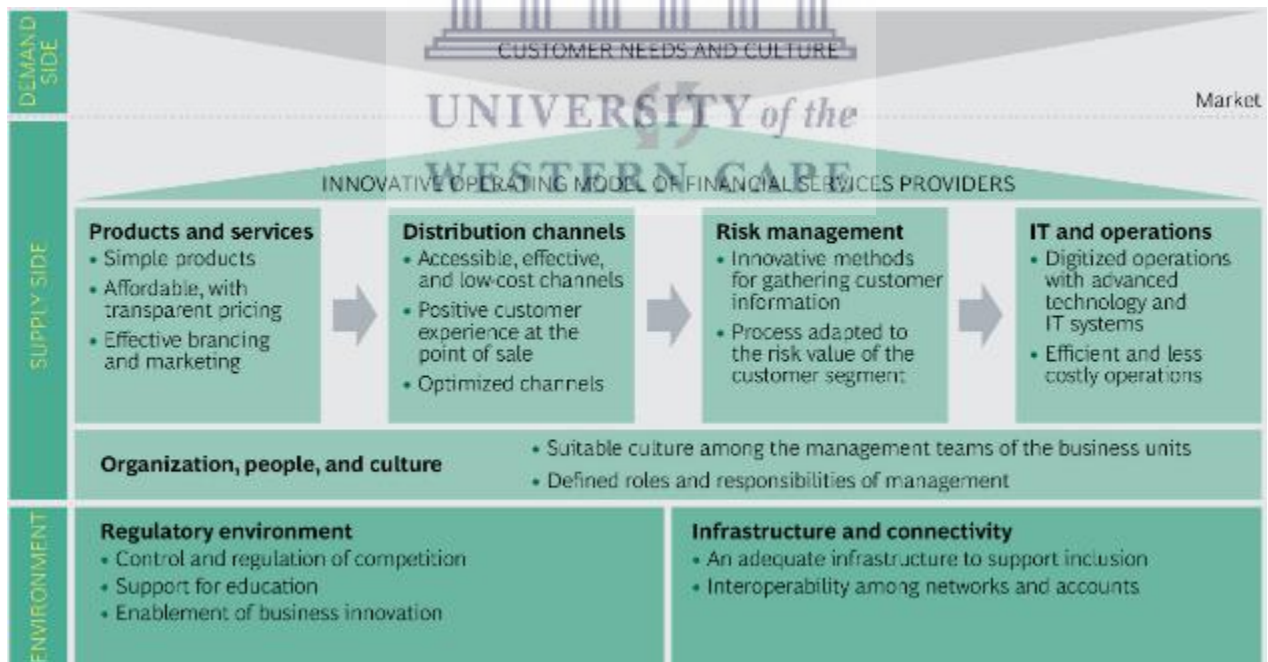 DEMAND
SIDE
CUSTOMER NEEDS AND CULTURE
UNIVERSITY of the
Market
WESTERN CAPE
INNOVATIVE OPERATING MODEL OF FINANCIAL SERVICES PROVIDERS
SUPPLY SIDE
Products and services
• Simple products
• Affordable, with
transparent pricing
• Effective branding
and marketing
Distribution channels
• Accessible, effective,
and low-cost channels
• Positive customer
experience at the
point of sale
• Optimized channels
Risk management
• Innovative methods
for gathering customer
information
• Process adapted to
the risk value of the
customer segment
IT and operations
• Digitized operations
with advanced
technology and
IT systems
• Efficient and less
costly operations
Organization, people, and culture
• Suitable culture among the management teams of the business units
• Defined roles and responsibilities of management
ENVIRONMENT
Regulatory environment
• Control and regulation of competition
• Support for education
• Enablement of business innovation
Infrastructure and connectivity
• An adequate infrastructure to support inclusion
• Interoperability among networks and accounts